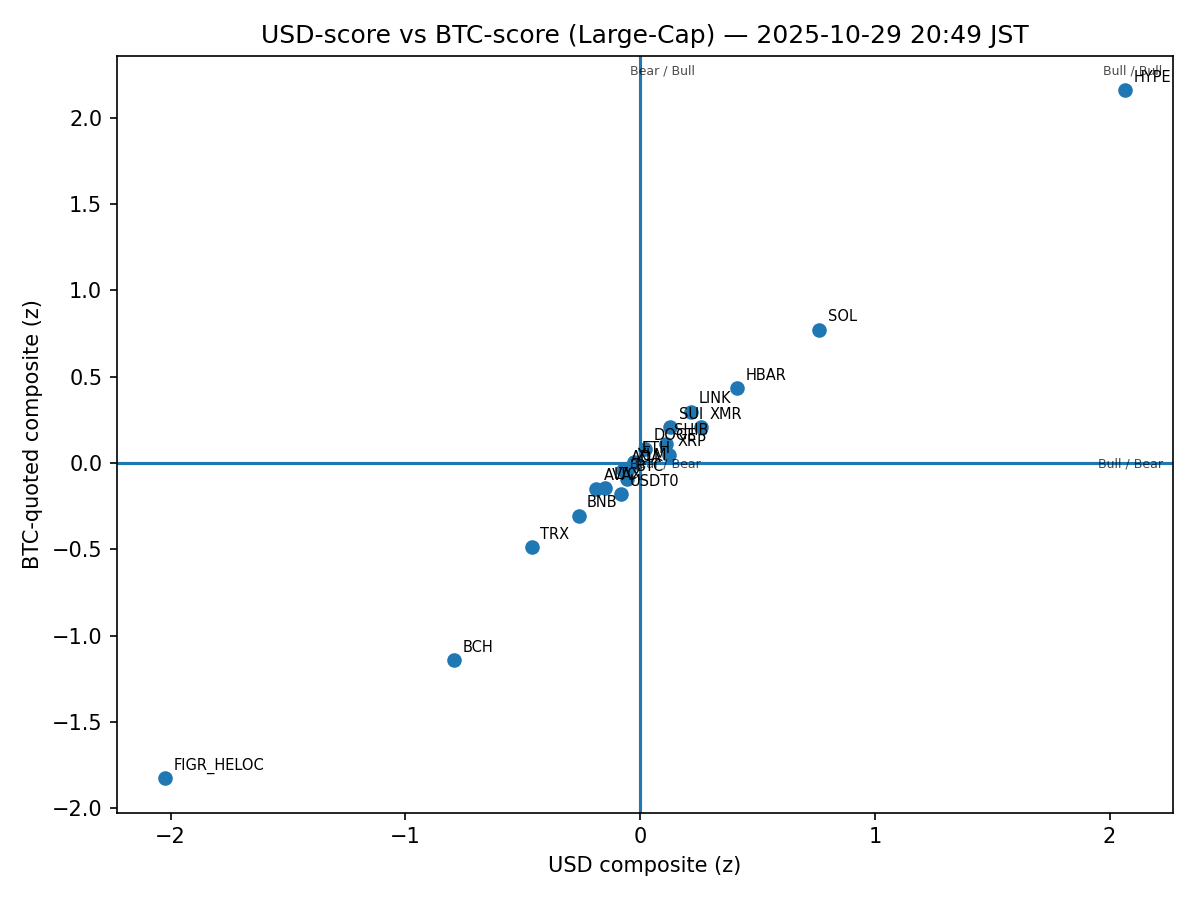 USD-score vs BTC-score (Large-Cap) — 2025-10-29 20:49 JST
Bear / Bull
Bull / Bull
HYPE
2.0
1.5
1.0
SOL
HBAR
0.5
LINK
SUI
XMR
SHIB
XRP
ETH
0.0
/ Bear
Bull / Bear
BTC
USDT0
BNB
−0.5
TRX
−1.0
BCH
−1.5
FIGR_HELOC
−2.0
−2
−1
0
1
2
USD composite (z)
BTC-quoted composite (z)